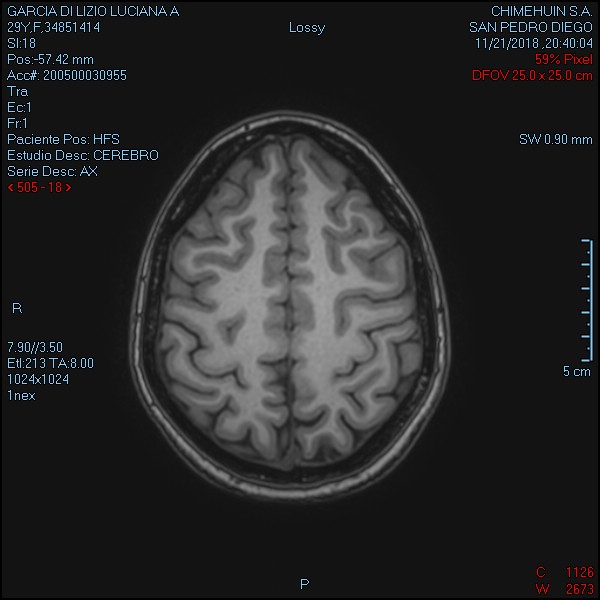 GARCIA DI LIZIO LUCIANA A
29Y,F,34851414
Sl:18
Pos:-57.42 mm
Acc#: 200500030955
Tra
Ec:1
Fr:1
Paciente Pos: HFS
Estudio Desc: CEREBRO
Serie Desc: AX
< 505 - 18 >
Lossy
CHIMEHUIN S.A.
SAN PEDRO DIEGO
11/21/2018 ,20:40:04
59% Pixel
DFOV 25.0 x 25.0 cm
SW 0.90 mm
R
7.90//3.50
Etl:213 TA:8.00
1024x1024
1nex
5 cm
P
C 1126
W 2673